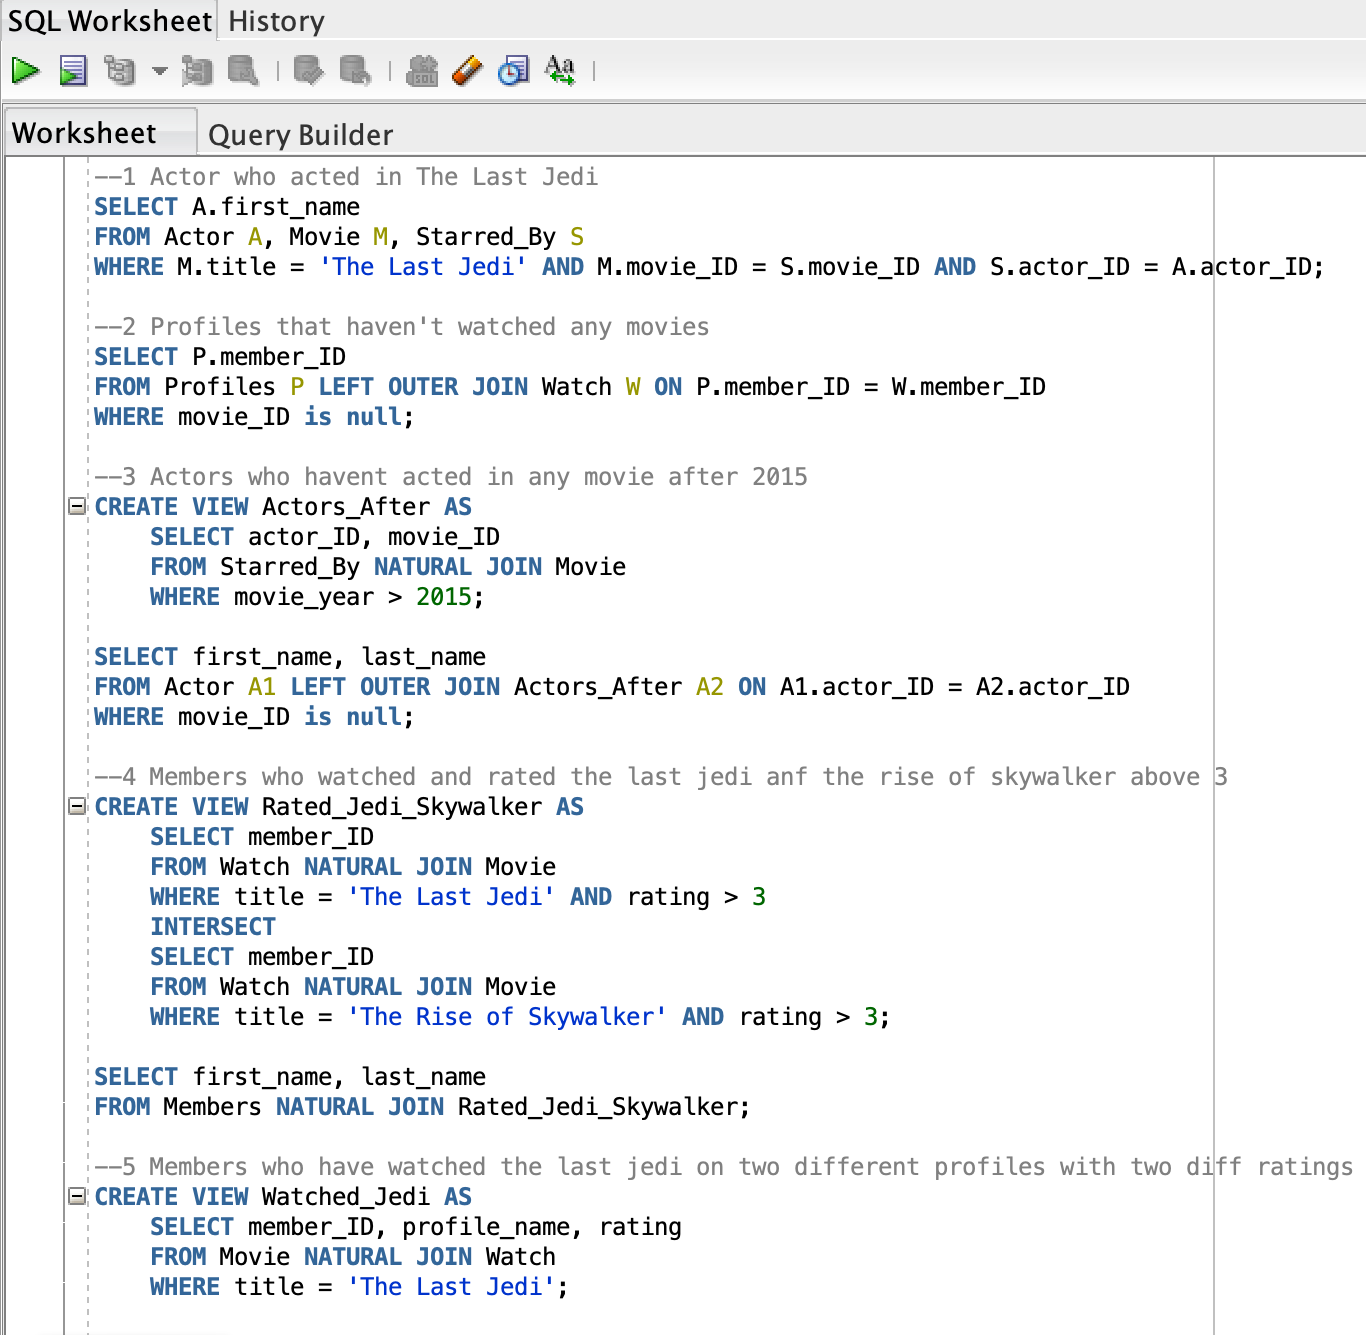 SQL Worksheet History
Aa
Worksheet Query Builder
--1 Actor who acted in The Last Jedi
SELECT A.first_name
FROM Actor A, Movie M, Starred_By S
WHERE M.title = 'The Last Jedi' AND M.movie_ID = S.movie_ID AND S.actor_ID = A.actor_ID;
--2 Profiles that haven't watched any movies
SELECT P.member_ID
FROM Profiles P LEFT OUTER JOIN Watch W ON P.member_ID = W.member_ID
WHERE movie_ID is null;
--3 Actors who havent acted in any movie after 2015
CREATE VIEW Actors_After AS
SELECT actor_ID, movie_ID
FROM Starred_By NATURAL JOIN Movie
WHERE movie_year > 2015;
SELECT first_name, last_name
FROM Actor A1 LEFT OUTER JOIN Actors_After A2 ON A1.actor_ID = A2.actor_ID
WHERE movie_ID is null;
--4 Members who watched and rated the last jedi anf the rise of skywalker above 3
CREATE VIEW Rated_Jedi_Skywalker AS
SELECT member_ID
FROM Watch NATURAL JOIN Movie
WHERE title = 'The Last Jedi' AND rating > 3
INTERSECT
SELECT member_ID
FROM Watch NATURAL JOIN Movie
WHERE title = 'The Rise of Skywalker' AND rating > 3;
SELECT first_name, last_name
FROM Members NATURAL JOIN Rated_Jedi_Skywalker;
--5 Members who have watched the last jedi on two different profiles with two diff ratings
CREATE VIEW Watched_Jedi AS
SELECT member_ID, profile_name, rating
FROM Movie NATURAL JOIN Watch
WHERE title = 'The Last Jedi';